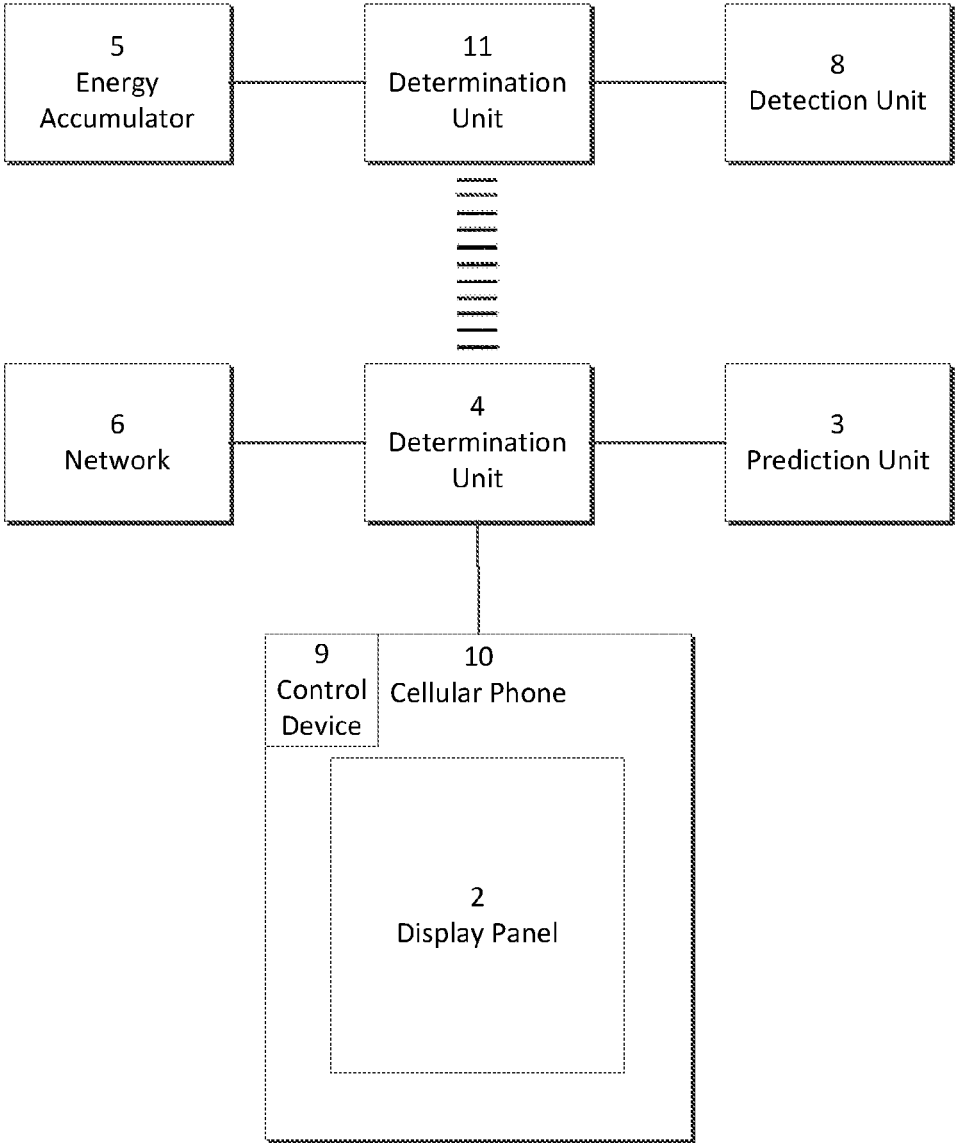 5
Energy
Accumulator
11
Determination
Unit
8
Detection Unit
6
Network
4
Determination
Unit
3
Prediction Unit
9
Control
Device
10
Cellular Phone
2
Display Panel